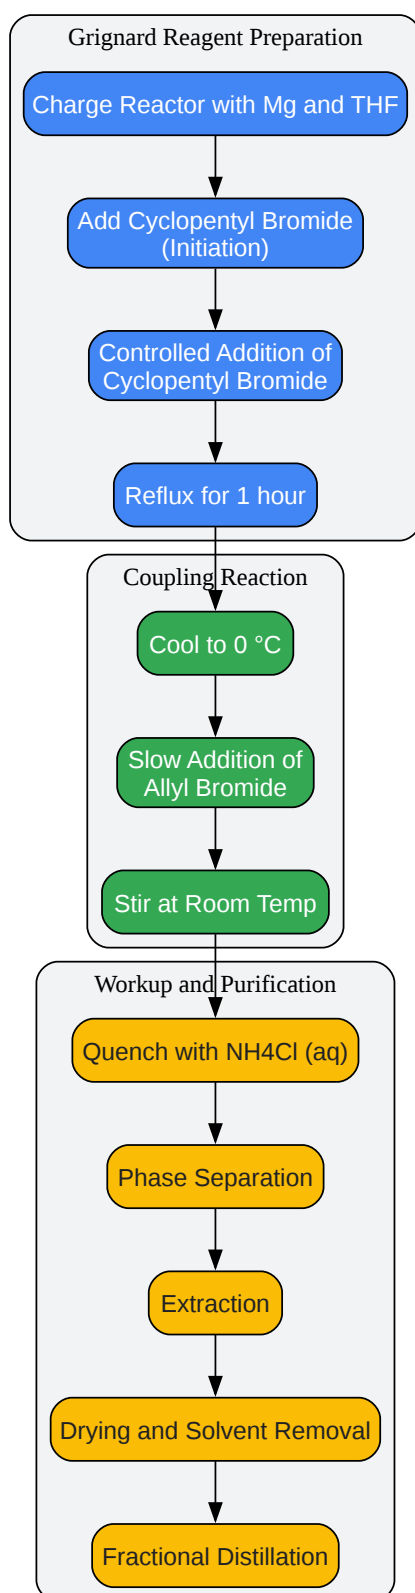 Grignard Reagent Preparation
Charge Reactor with Mg and THF
Add Cyclopentyl Bromide
(Initiation)
Controlled Addition of
Cyclopentyl Bromide
Reflux for 1 hour
Coupling Reaction
Cool to 0 °C
Slow Addition of
Allyl Bromide
Stir at Room Temp
Workup and Purification
Quench with NH4Cl (aq)
Phase Separation
Extraction
Drying and Solvent Removal
Fractional Distillation